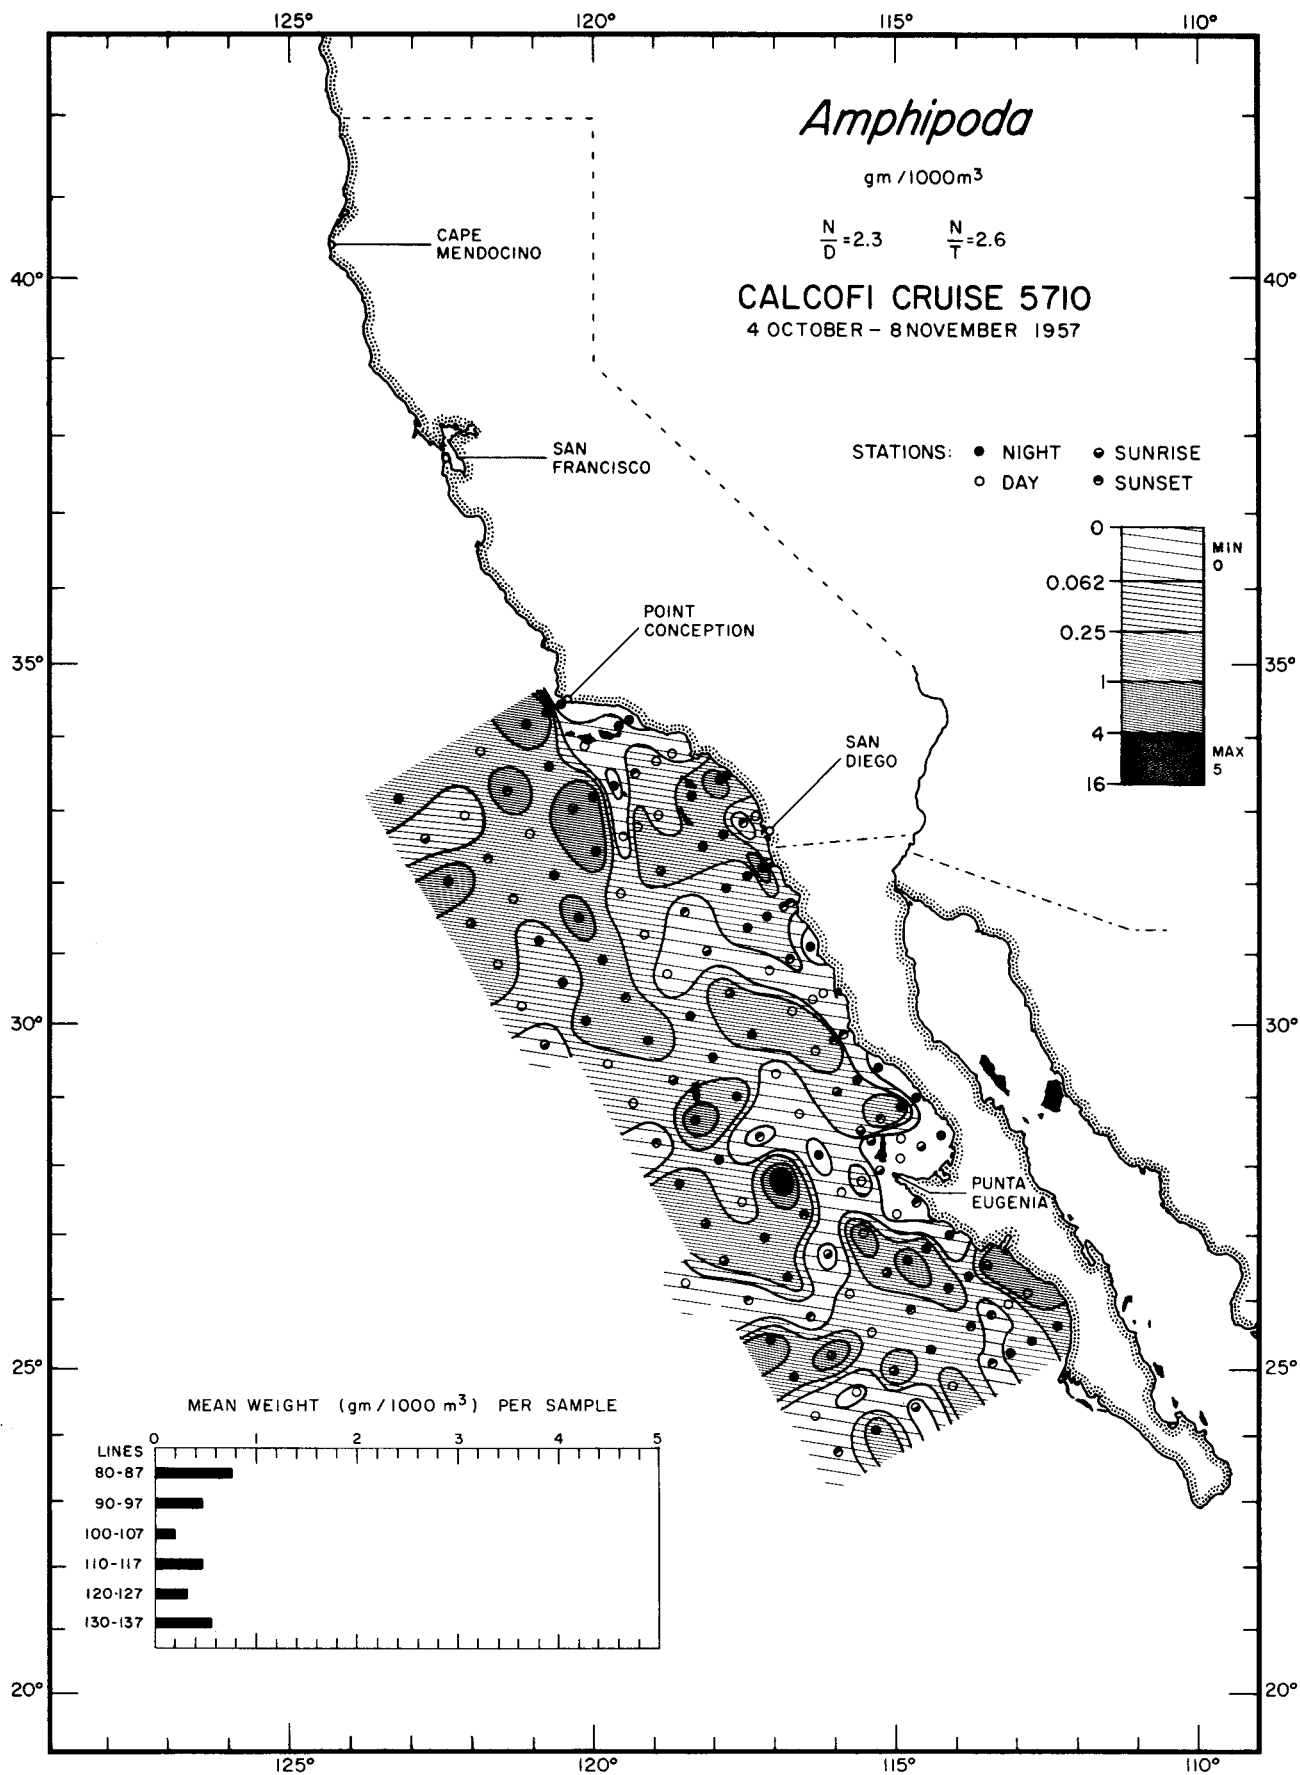 125° 120° 115° 110°
Amphipoda
gm/1000m³
N/D = 2.3 N/T = 2.6
CALCOFI CRUISE 5710
4 OCTOBER – 8 NOVEMBER 1957
CAPE
MENDOCINO
40° 40°
SAN
FRANCISCO
STATIONS: ● NIGHT SUNRISE
○ DAY SUNSET
0
MIN
0
0.062
0.25
1
4
MAX
5
16
POINT
CONCEPTION
35° 35°
SAN
DIEGO
30° 30°
PUNTA
EUGENIA
25° 25°
MEAN WEIGHT (gm/1000 m³) PER SAMPLE
LINES 0 1 2 3 4 5
80-87
90-97
100-107
110-117
120-127
130-137
20° 20°
125° 120° 115° 110°